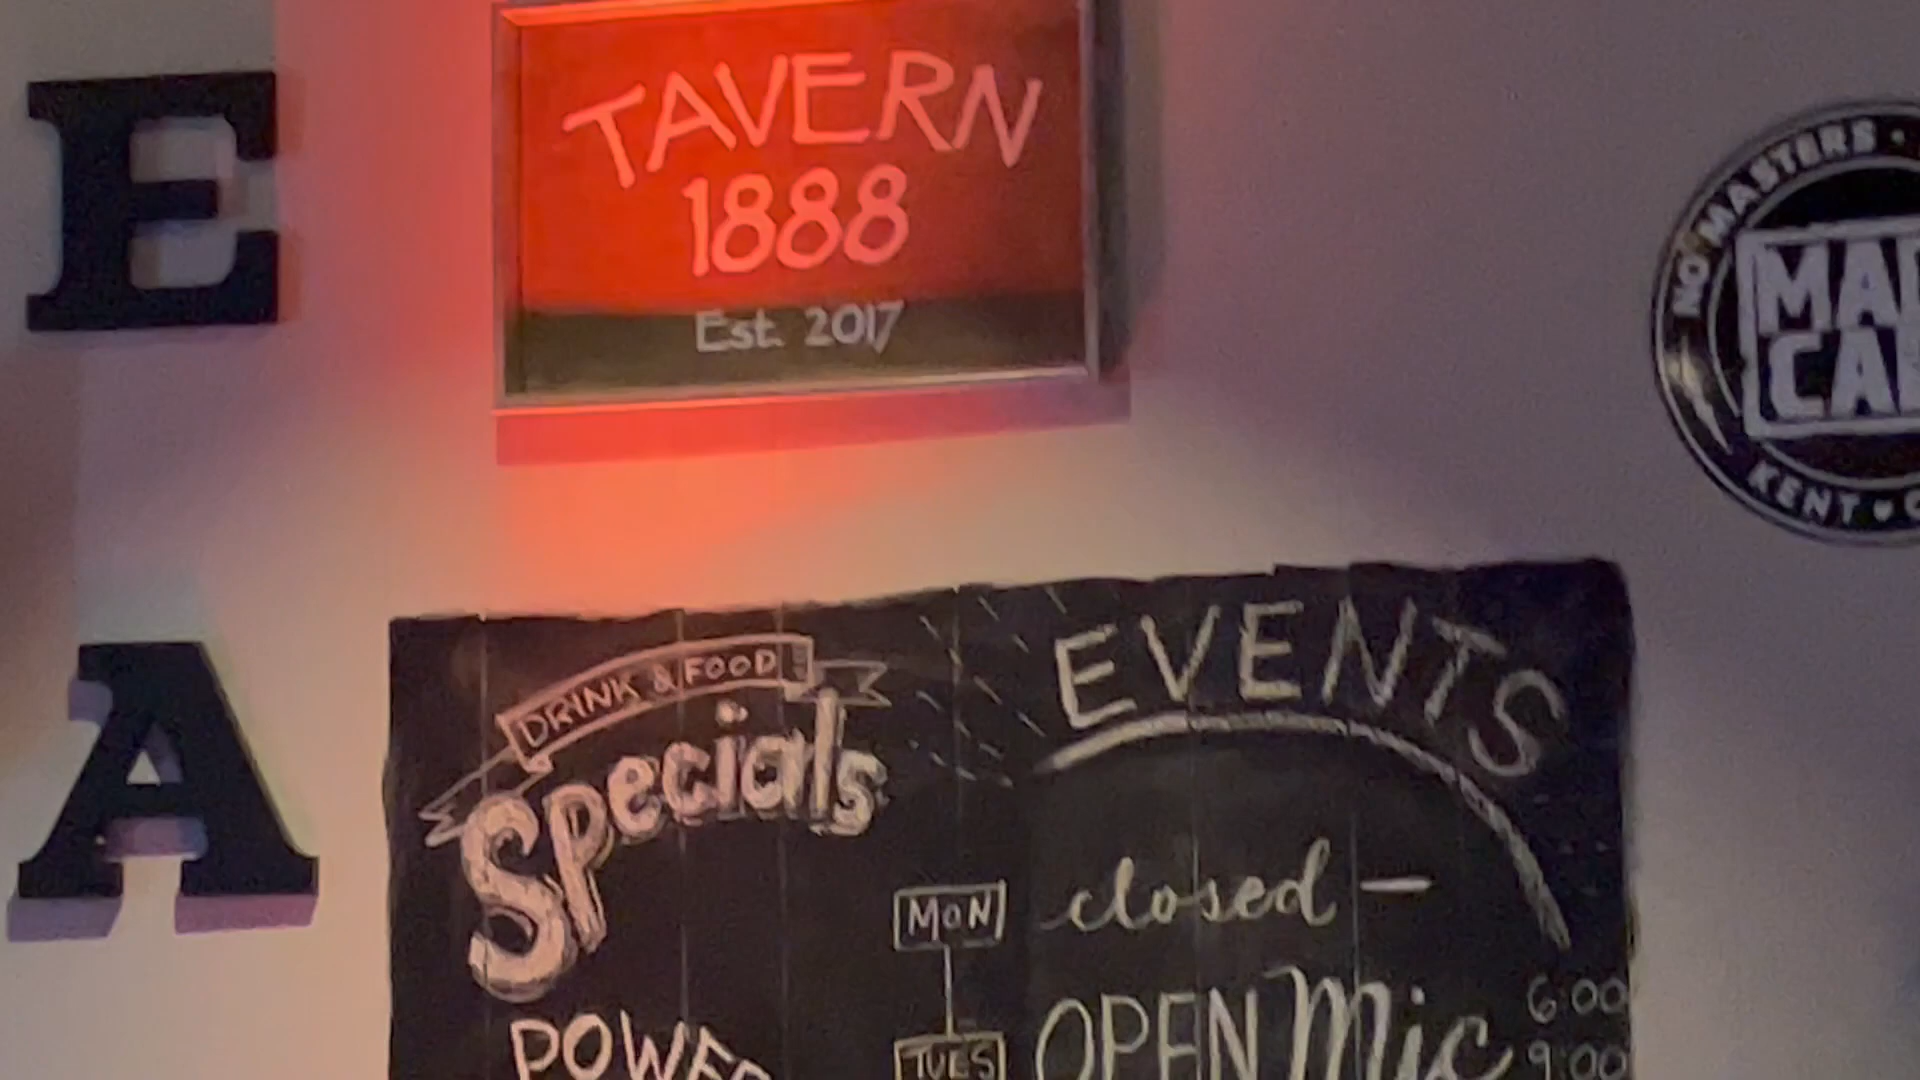 E
TAVERN
1888
Est. 2017
NO MASTERS •
KENT ♥
A
DRINK & FOOD
Specials
EVENTS
MON closed —
TUES OPEN Mic 6:00
9:00